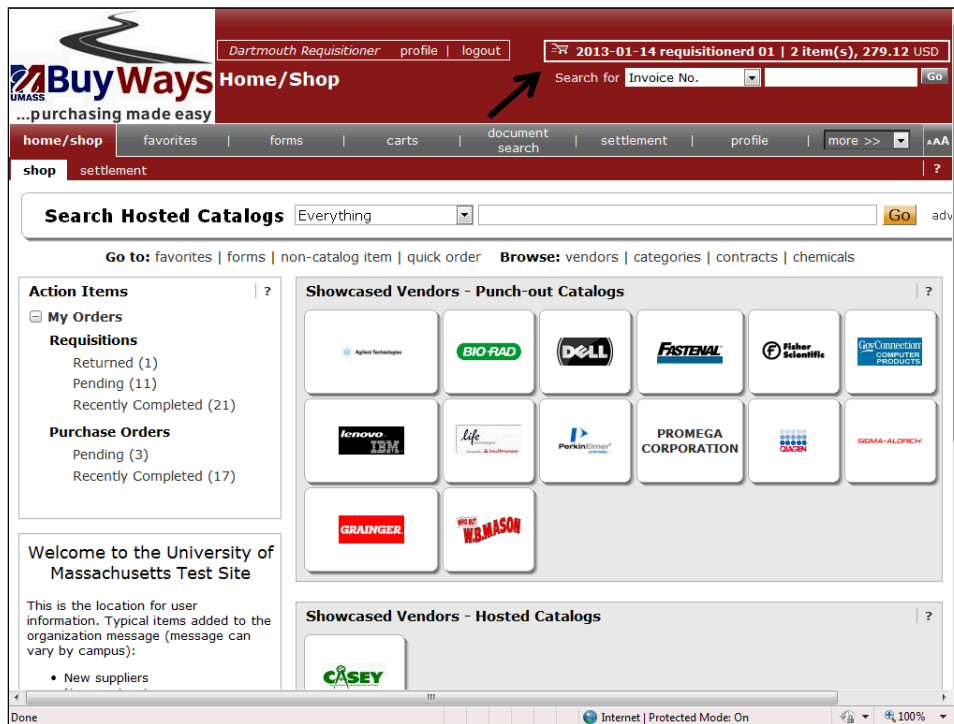 Dartmouth Requisitioner profile | logout
2013-01-14 requisitionerd 01 | 2 item(s), 279.12 USD
UMASS BuyWays
...purchasing made easy
Home/Shop
Search for Invoice No. Go
home/shop favorites | forms | carts | document search | settlement | profile | more >> AAA
shop settlement ?
Search Hosted Catalogs Everything Go adv
Go to: favorites | forms | non-catalog item | quick order Browse: vendors | categories | contracts | chemicals
Action Items ?
My Orders
Requisitions
Returned (1)
Pending (11)
Recently Completed (21)
Purchase Orders
Pending (3)
Recently Completed (17)
Welcome to the University of
Massachusetts Test Site
This is the location for user
information. Typical items added to the
organization message (message can
vary by campus):
• New suppliers
Showcased Vendors - Punch-out Catalogs ?
Agilent Technologies
BIO-RAD
DELL
FASTENAL
Fisher
Scientific
GovConnection
COMPUTER
PRODUCTS
lenovo
IBM
life
PerkinElmer
precisely
PROMEGA
CORPORATION
QIAGEN
SIGMA-ALDRICH
GRAINGER
WHO BUT
W.B.MASON
Showcased Vendors - Hosted Catalogs ?
CASEY
Done Internet | Protected Mode: On 100%